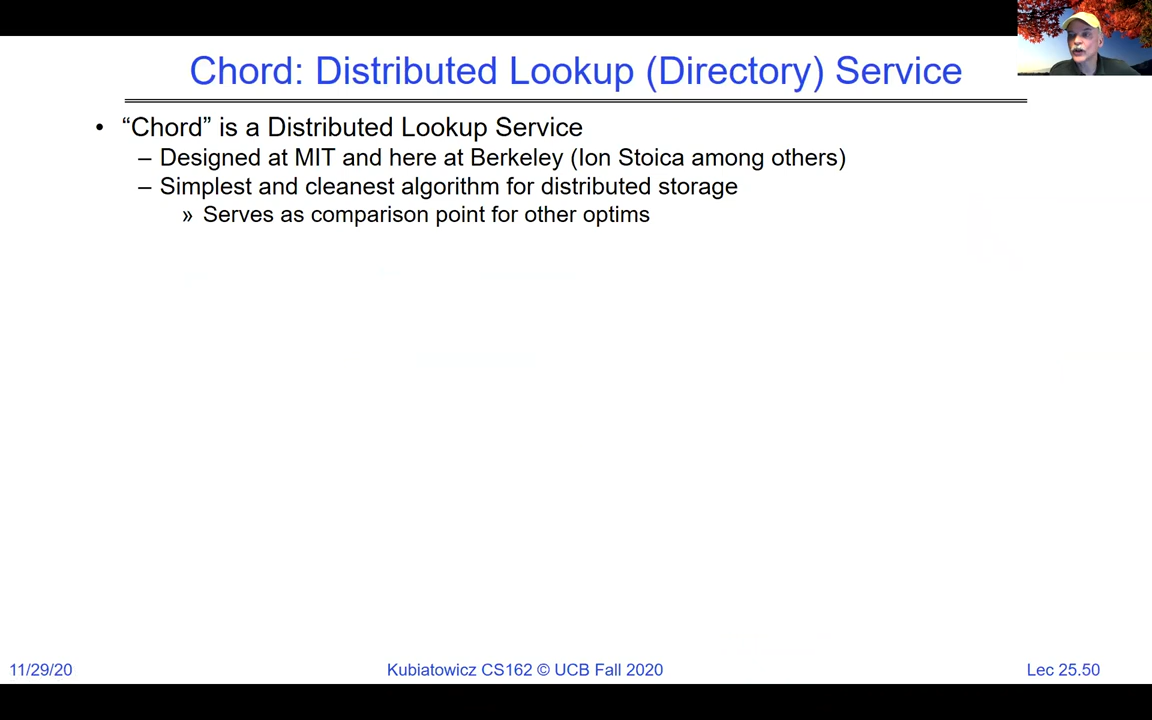 Chord: Distributed Lookup (Directory) Service
• “Chord” is a Distributed Lookup Service
– Designed at MIT and here at Berkeley (Ion Stoica among others)
– Simplest and cleanest algorithm for distributed storage
» Serves as comparison point for other optims
11/29/20
Kubiatowicz CS162 © UCB Fall 2020
Lec 25.50